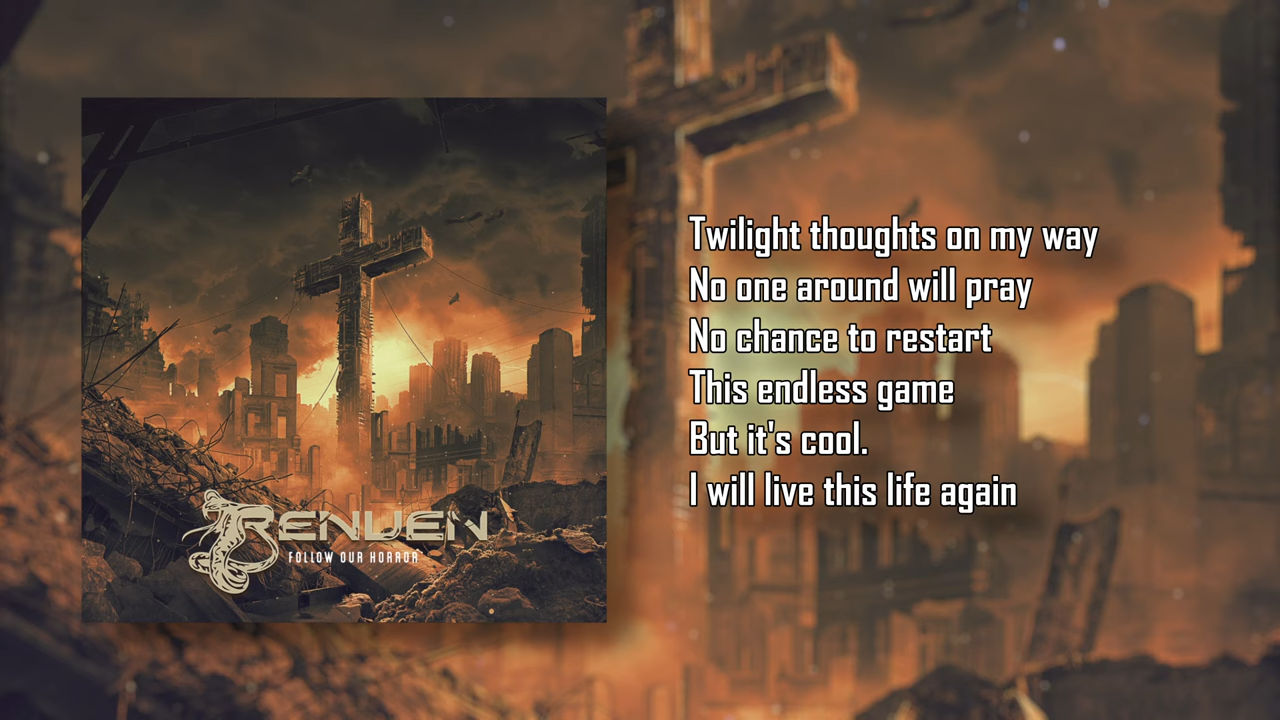 RENVEN
FOLLOW OUR HORROR
Twilight thoughts on my way
No one around will pray
No chance to restart
This endless game
But it's cool.
I will live this life again